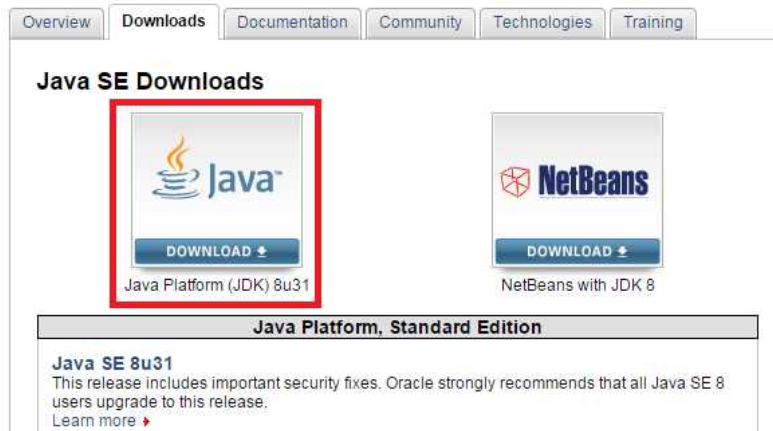 Overview Downloads Documentation Community Technologies Training
Java SE Downloads
Java™ NetBeans
DOWNLOAD DOWNLOAD
Java Platform (JDK) 8u31 NetBeans with JDK 8
Java Platform, Standard Edition
Java SE 8u31
This release includes important security fixes. Oracle strongly recommends that all Java SE 8
users upgrade to this release.
Learn more